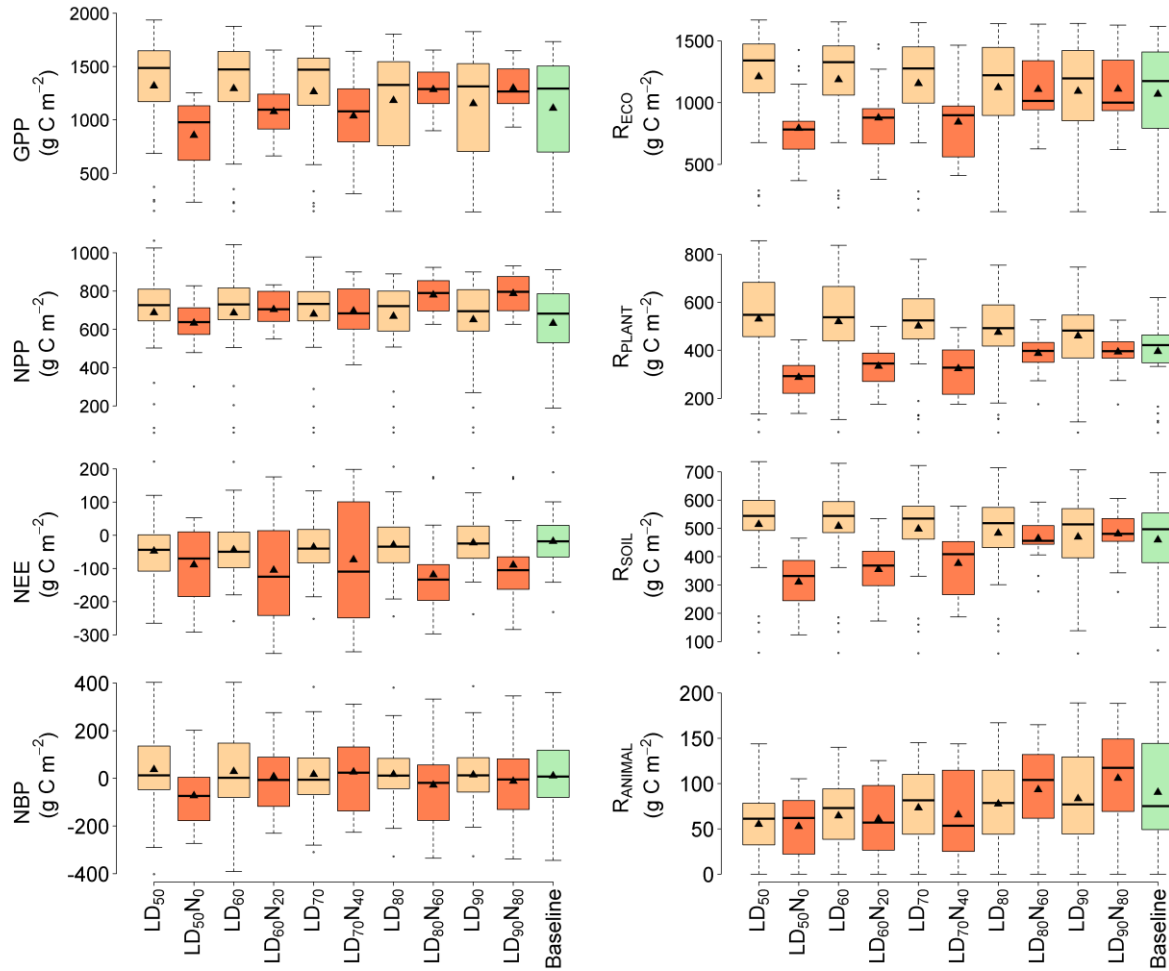 GPP
(g C m⁻²)
2000
1500
1000
500
NPP
(g C m⁻²)
1000
800
600
400
200
NEE
(g C m⁻²)
200
100
0
-100
-200
-300
NBP
(g C m⁻²)
400
200
0
-200
-400
LD₅₀
LD₅₀N₀
LD₆₀
LD₆₀N₂₀
LD₇₀
LD₇₀N₄₀
LD₈₀
LD₈₀N₆₀
LD₉₀
LD₉₀N₈₀
Baseline
R_ECO
(g C m⁻²)
1500
1000
500
R_PLANT
(g C m⁻²)
800
600
400
200
R_SOIL
(g C m⁻²)
700
600
500
400
300
200
100
R_ANIMAL
(g C m⁻²)
200
150
100
50
0
LD₅₀
LD₅₀N₀
LD₆₀
LD₆₀N₂₀
LD₇₀
LD₇₀N₄₀
LD₈₀
LD₈₀N₆₀
LD₉₀
LD₉₀N₈₀
Baseline